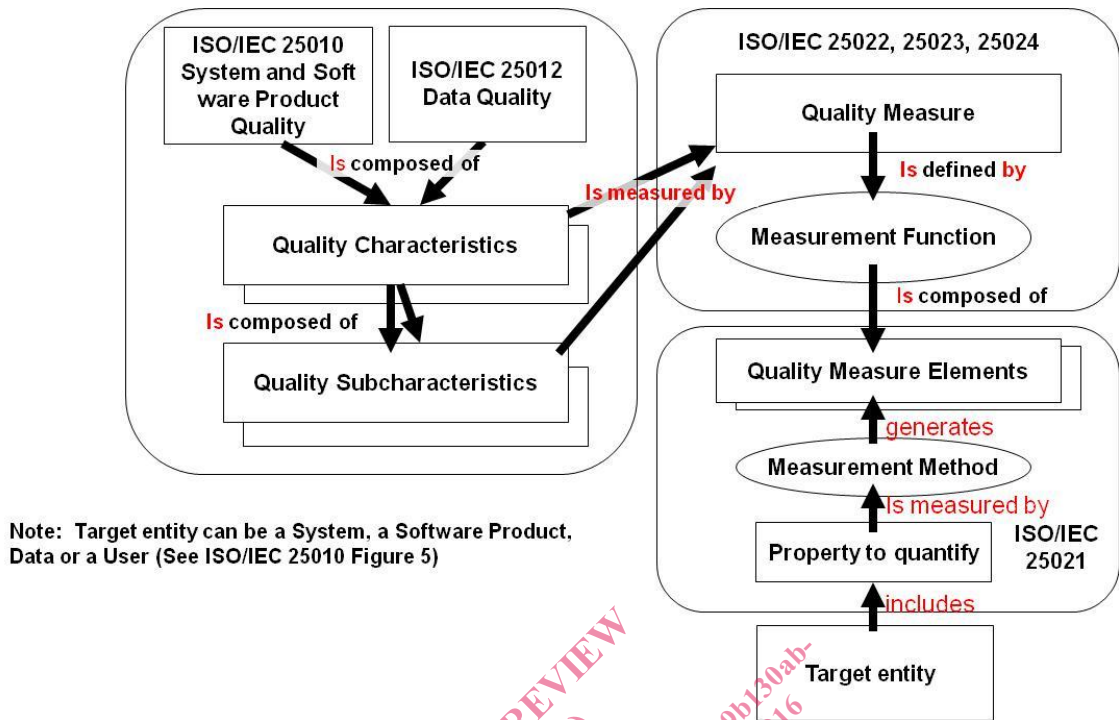 ISO/IEC 25010
System and Soft
ware Product
Quality
ISO/IEC 25012
Data Quality
Is composed of
Quality Characteristics
Is composed of
Quality Subcharacteristics
Is measured by
ISO/IEC 25022, 25023, 25024
Quality Measure
Is defined by
Measurement Function
Is composed of
Quality Measure Elements
generates
Measurement Method
Is measured by
Property to quantify
ISO/IEC
25021
includes
Target entity
Note: Target entity can be a System, a Software Product,
Data or a User (See ISO/IEC 25010 Figure 5)
PREVIEW